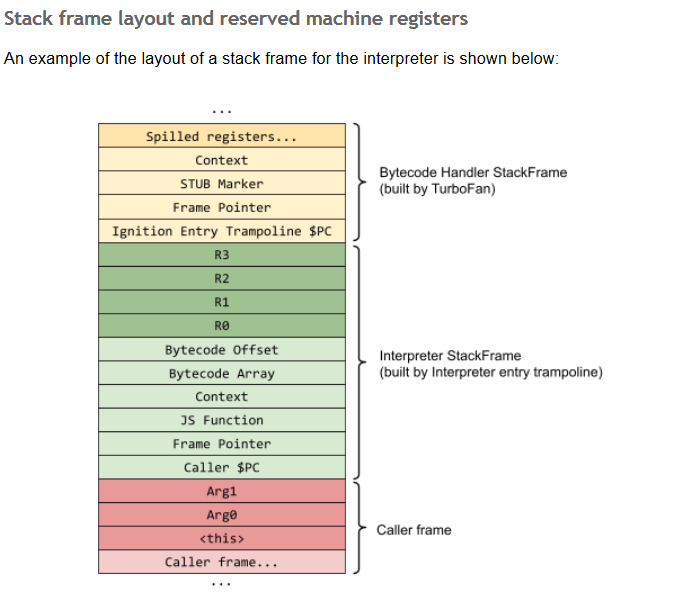 Stack frame layout and reserved machine registers
An example of the layout of a stack frame for the interpreter is shown below:
...
Spilled registers...
Context
STUB Marker
Frame Pointer
Ignition Entry Trampoline $PC
Bytecode Handler StackFrame
(built by TurboFan)
R3
R2
R1
R0
Bytecode Offset
Bytecode Array
Context
JS Function
Frame Pointer
Caller $PC
Interpreter StackFrame
(built by Interpreter entry trampoline)
Arg1
Arg0
<this>
Caller frame...
Caller frame
...